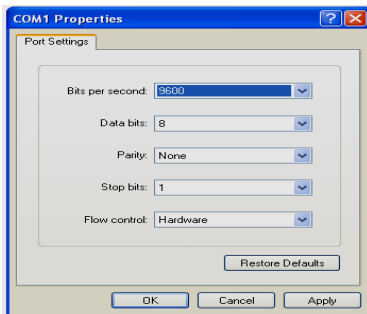 COM1 Properties
Port Settings
Bits per second: 9600
Data bits: 8
Parity: None
Stop bits: 1
Flow control: Hardware
Restore Defaults
OK Cancel Apply